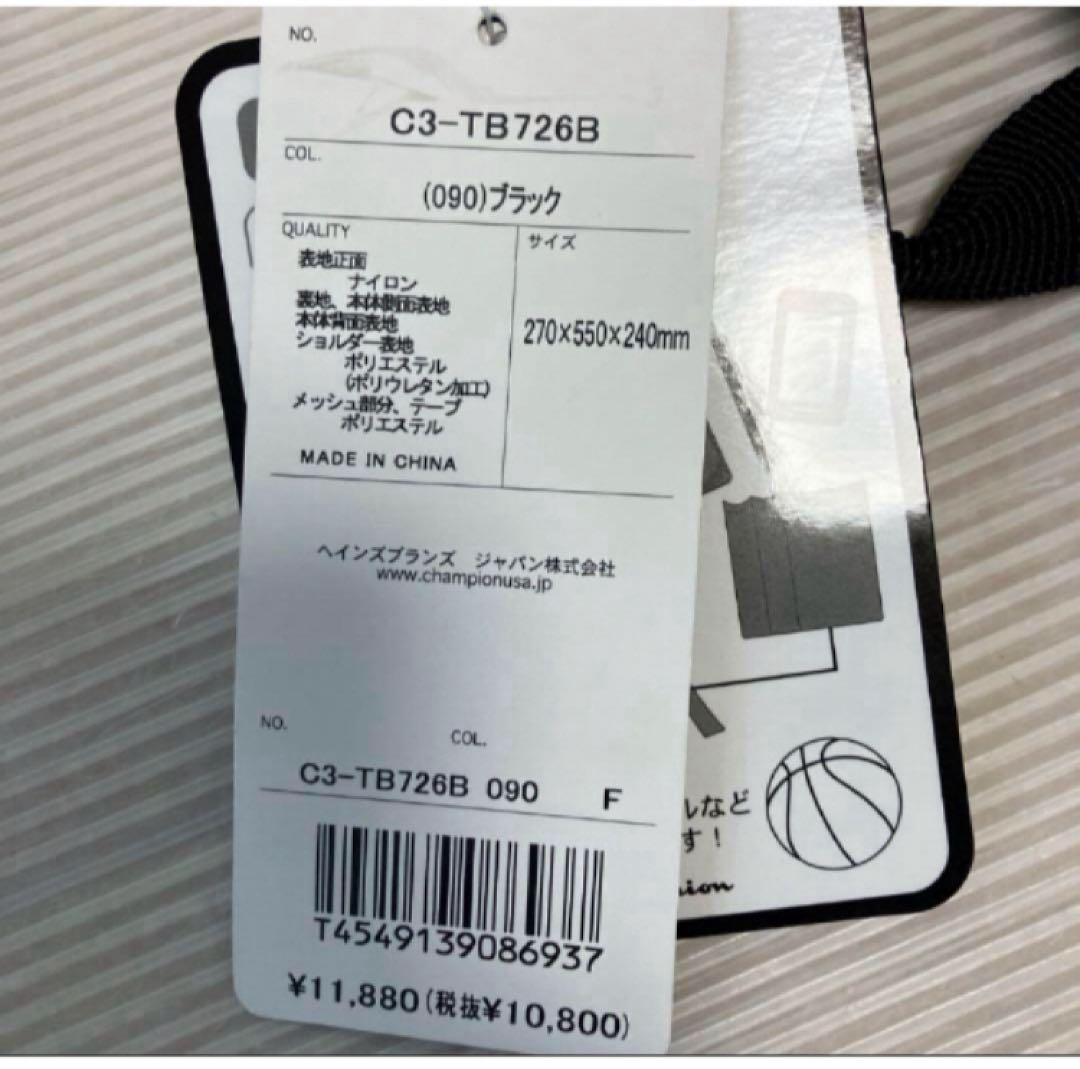 NO.
C3-TB726B
COL.
(090)ブラック
QUALITY
表地正面
ナイロン
裏地、本体側面表地
本体背面表地
ショルダー表地
ポリエステル
(ポリウレタン加工)
メッシュ部分、テープ
ポリエステル
MADE IN CHINA
サイズ
270×550×240mm
ヘインズブランズ ジャパン株式会社
www.championusa.jp
NO.
COL.
C3-TB726B 090 F
T4549139086937
¥11,880(税抜¥10,800)
ルなど
す!